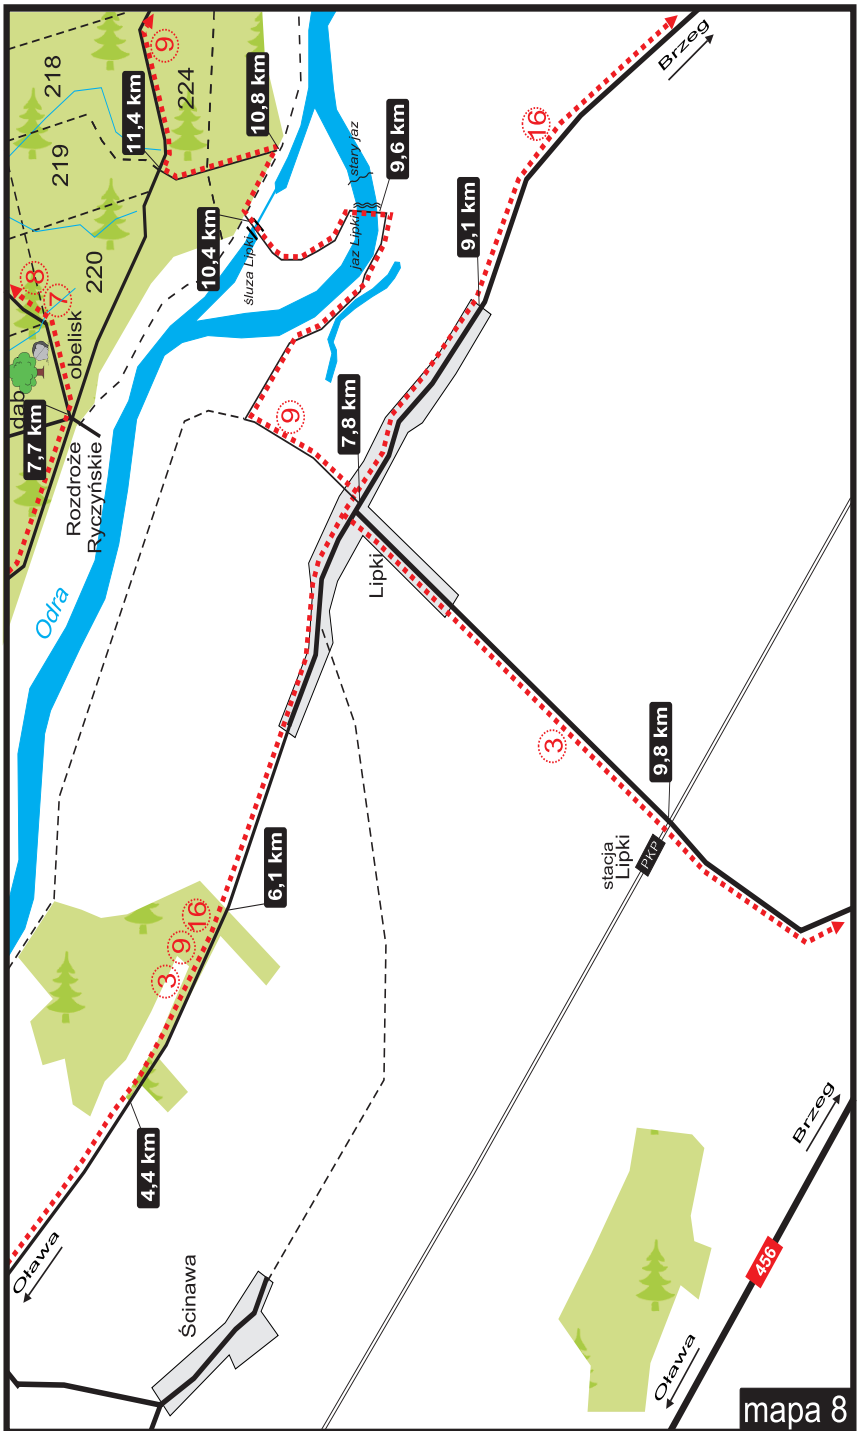 218
219
220
224
9
11,4 km
10,8 km
stary jaz
9,6 km
jaz Lipki
10,4 km
śluza Lipki
Brzeg
16
9,1 km
8
7
obelisk
dąb
7,7 km
Rozdroże
Ryczyńskie
Odra
9
7,8 km
Lipki
3
9,8 km
stacja
Lipki
PKP
6,1 km
3
9
16
4,4 km
Oława
Ścinawa
Brzeg
456
Oława
mapa 8